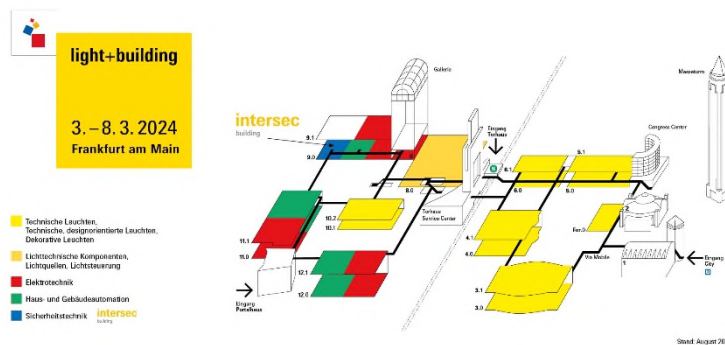 light+building
3.–8.3.2024
Frankfurt am Main
Technische Leuchten,
Technische, designorientierte Leuchten,
Dekorative Leuchten
Lichttechnische Komponenten,
Lichtquellen, Lichtsteuerung
Elektrotechnik
Haus- und Gebäudeautomation
Sicherheitstechnik
intersec
building
intersec
building
Galleria
Messeturm
Eingang
Torhaus
Congress Center
9.1
9.0
8.0
6.1
6.0
5.1
5.0
Torhaus
Service Center
10.2
10.1
11.1
11.0
12.1
12.0
4.1
4.0
3.1
3.0
For.0
2
1
Via Mobile
Eingang
City
Eingang
Portalhaus